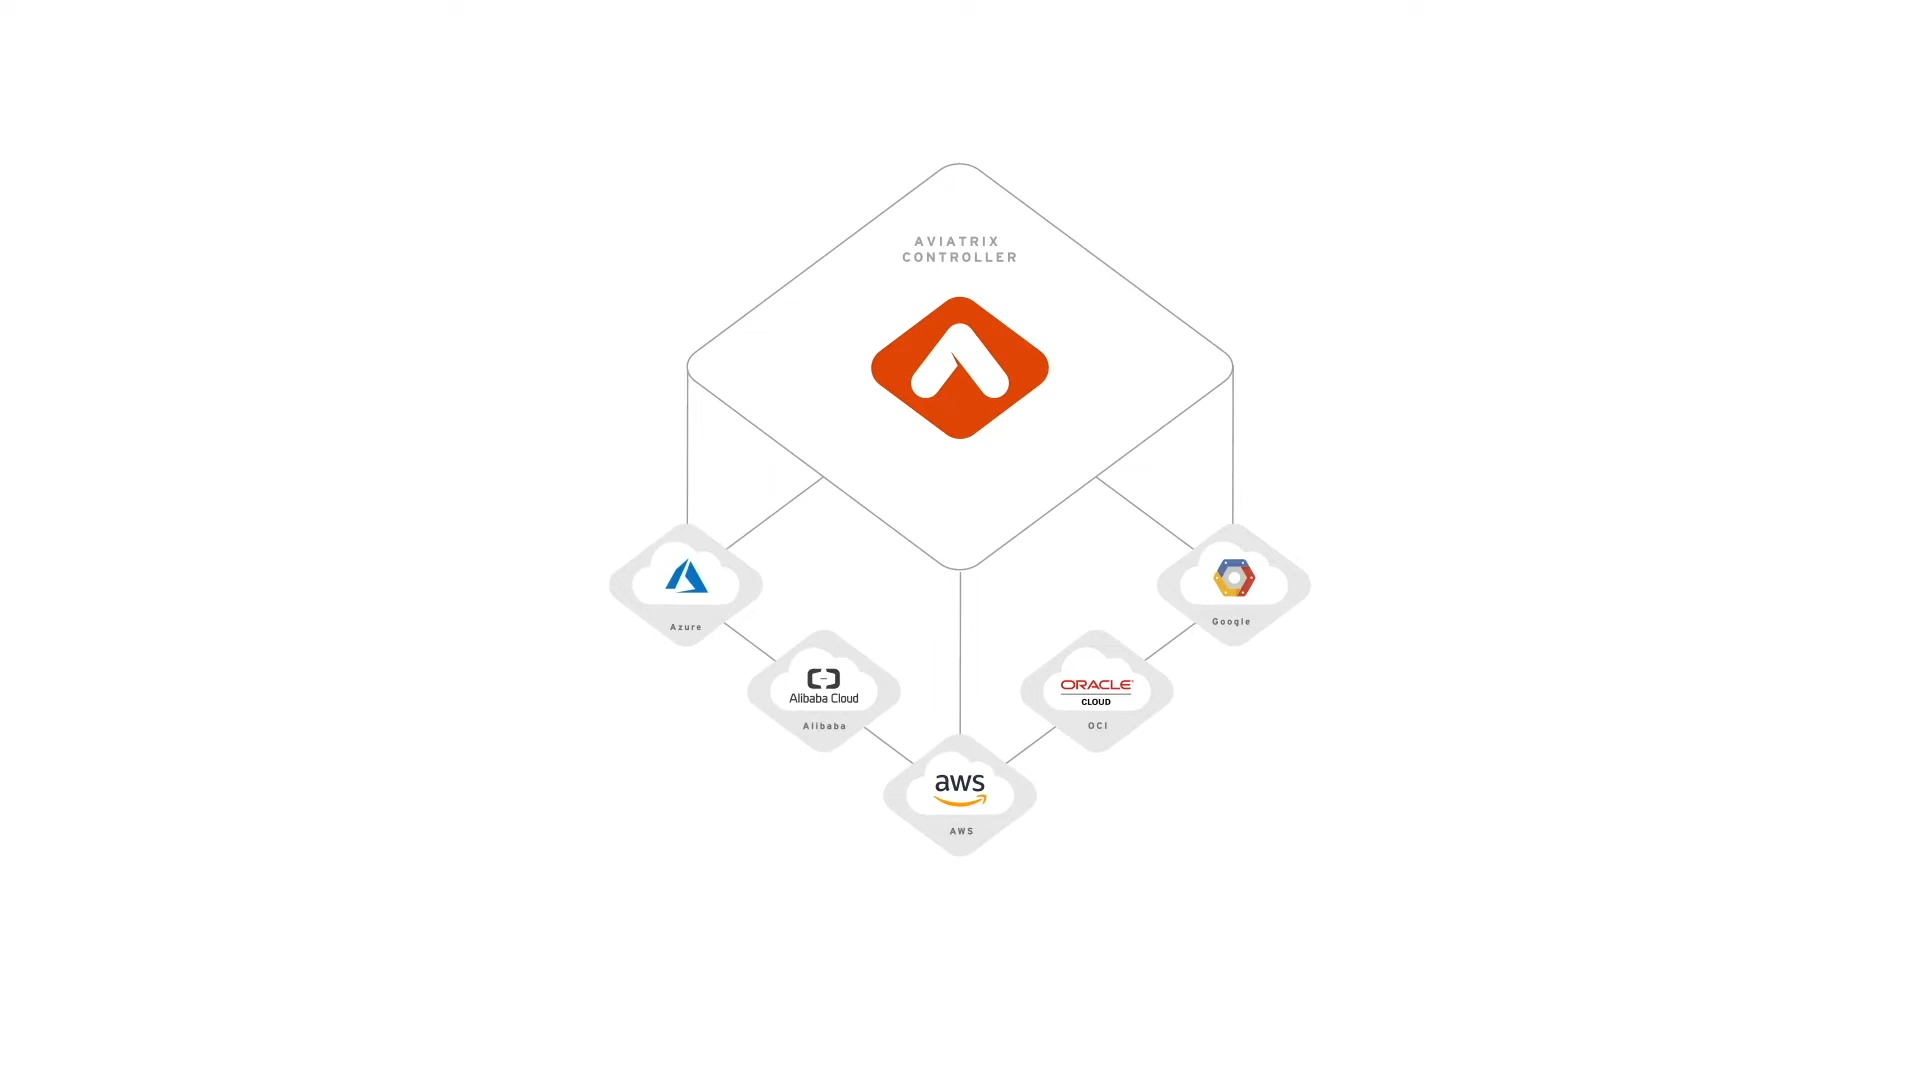 AVIATRIX
CONTROLLER
Azure
Google
Alibaba Cloud
Alibaba
ORACLE
CLOUD
OCI
aws
AWS